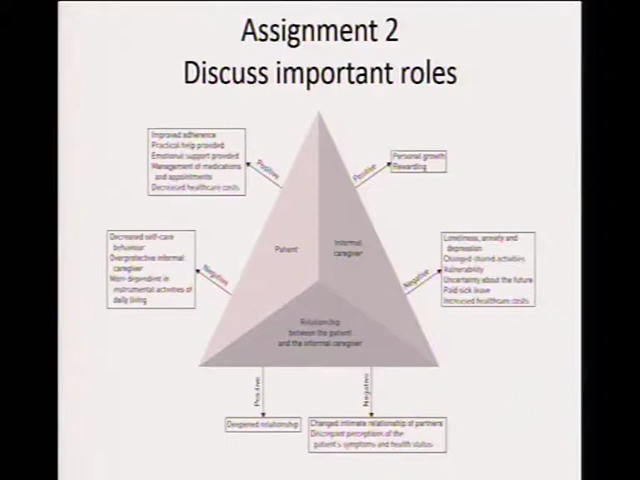 Assignment 2
Discuss important roles
Improved adherence
Practical help provided
Emotional support provided
Management of medications
and appointments
Decreased healthcare costs
Positive
Positive
Personal growth
Rewarding
Decreased self-care
behaviour
Overprotective informal
caregiver
More dependent in
instrumental activities of
daily living
Negative
Patient
Informal
caregiver
Negative
Loneliness, anxiety and
depression
Changed shared activities
Vulnerability
Uncertainty about the future
Paid sick leave
Increased healthcare costs
Relationship
between the patient
and the informal caregiver
Positive
Negative
Deepened relationship
Changed intimate relationship of partners
Discrepant perceptions of the
patient's symptoms and health status